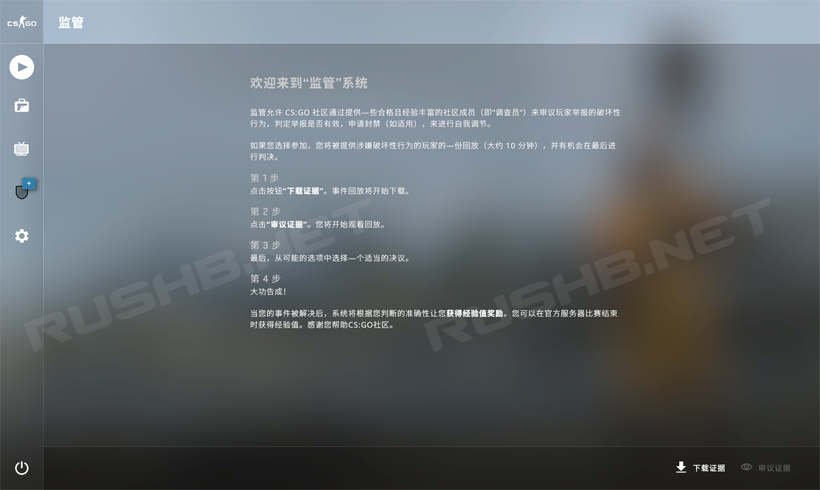 CS GO
监管
欢迎来到“监管”系统
监管允许 CS:GO 社区通过提供一些合格且经验丰富的社区成员（即“调查员”）来审议玩家举报的破坏性
行为，判定举报是否有效，申请封禁（如适用），来进行自我调节。
如果您选择参加，您将被提供涉嫌破坏性行为的玩家的一份回放（大约 10 分钟），并有机会在最后进
行判决。
第 1 步
点击按钮“下载证据”。事件回放将开始下载。
第 2 步
点击“审议证据”。您将开始观看回放。
第 3 步
最后，从可能的选项中选择一个适当的决议。
第 4 步
大功告成！
当您的事件被解决后，系统将根据您判断的准确性让您获得经验值奖励。您可以在官方服务器比赛结束
时获得经验值。感谢您帮助CS:GO社区。
RUSHB.NET
RUSHB.NET
下载证据
审议证据